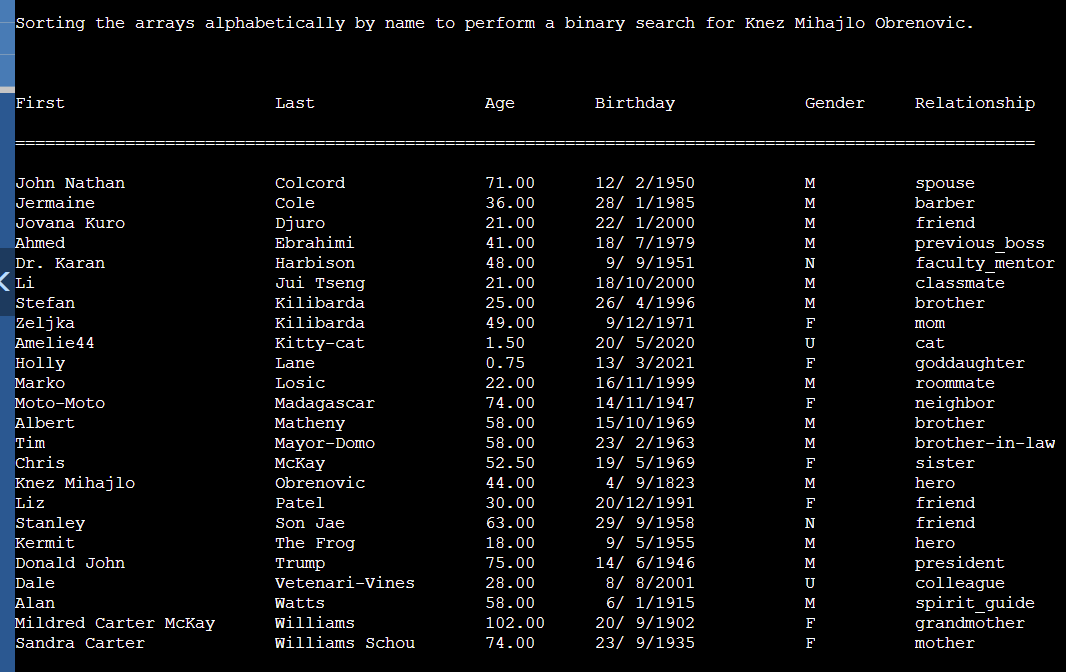 Sorting the arrays alphabetically by name to perform a binary search for Knez Mihajlo Obrenovic.
First Last Age Birthday Gender Relationship
======================================================================================================
John Nathan Colcord 71.00 12/ 2/1950 M spouse
Jermaine Cole 36.00 28/ 1/1985 M barber
Jovana Kuro Djuro 21.00 22/ 1/2000 M friend
Ahmed Ebrahimi 41.00 18/ 7/1979 M previous_boss
Dr. Karan Harbison 48.00 9/ 9/1951 N faculty_mentor
Li Jui Tseng 21.00 18/10/2000 M classmate
Stefan Kilibarda 25.00 26/ 4/1996 M brother
Zeljka Kilibarda 49.00 9/12/1971 F mom
Amelie44 Kitty-cat 1.50 20/ 5/2020 U cat
Holly Lane 0.75 13/ 3/2021 F goddaughter
Marko Losic 22.00 16/11/1999 M roommate
Moto-Moto Madagascar 74.00 14/11/1947 F neighbor
Albert Matheny 58.00 15/10/1969 M brother
Tim Mayor-Domo 58.00 23/ 2/1963 M brother-in-law
Chris McKay 52.50 19/ 5/1969 F sister
Knez Mihajlo Obrenovic 44.00 4/ 9/1823 M hero
Liz Patel 30.00 20/12/1991 F friend
Stanley Son Jae 63.00 29/ 9/1958 N friend
Kermit The Frog 18.00 9/ 5/1955 M hero
Donald John Trump 75.00 14/ 6/1946 M president
Dale Vetenari-Vines 28.00 8/ 8/2001 U colleague
Alan Watts 58.00 6/ 1/1915 M spirit_guide
Mildred Carter McKay Williams 102.00 20/ 9/1902 F grandmother
Sandra Carter Williams Schou 74.00 23/ 9/1935 F mother